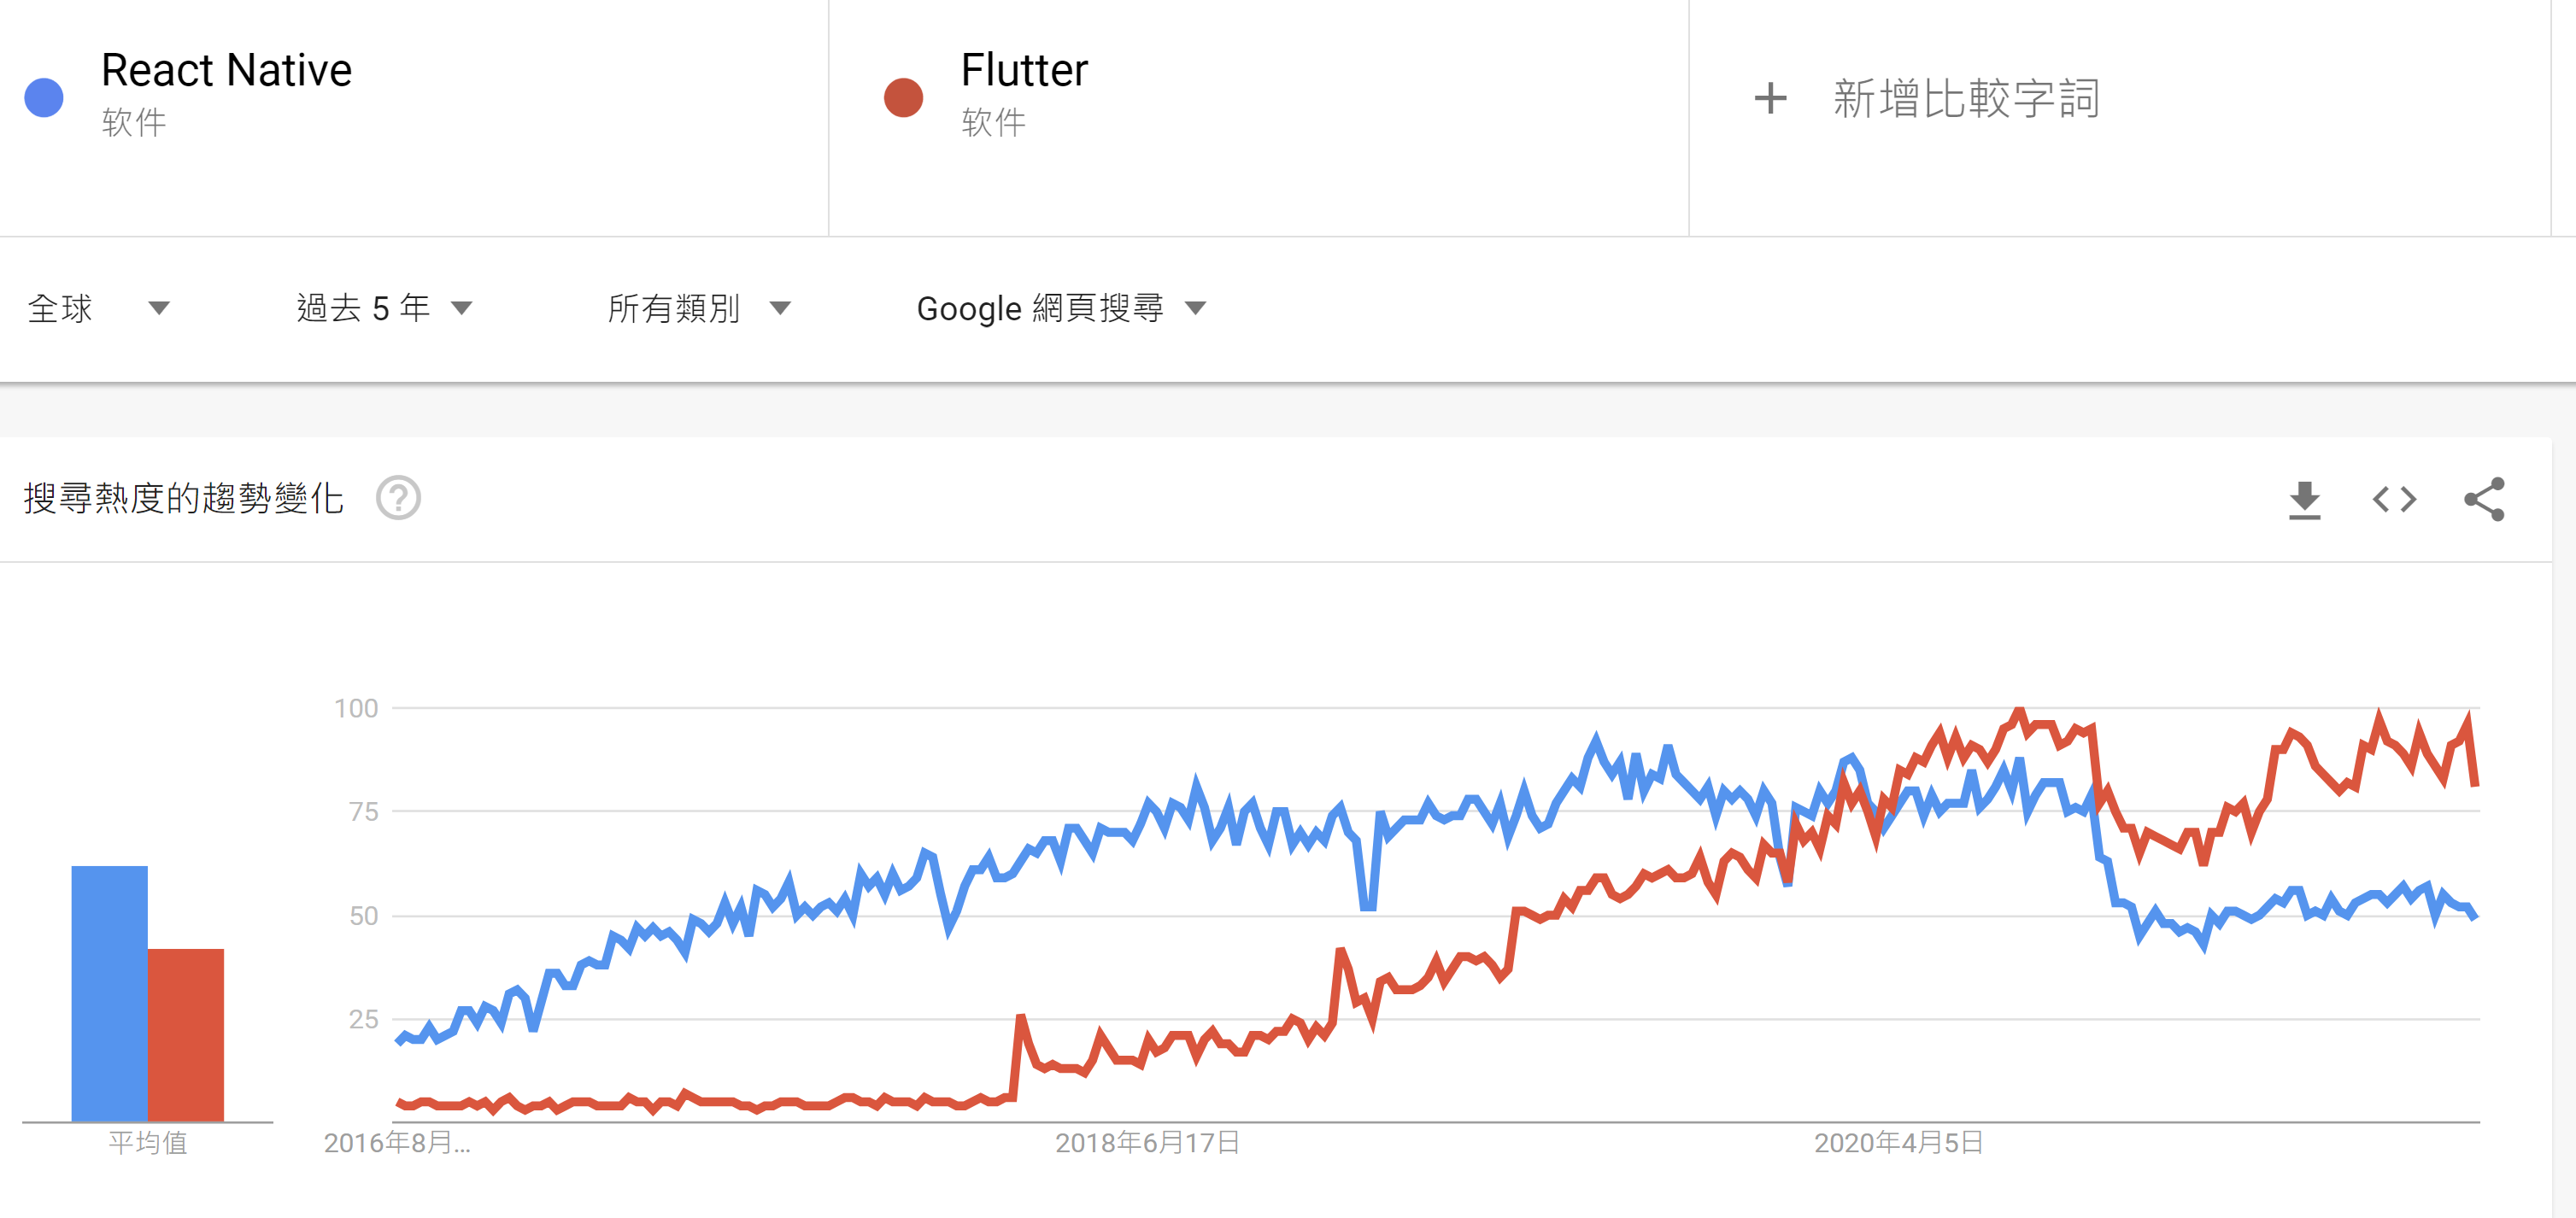 React Native
软件
Flutter
软件
新增比較字詞
全球
過去 5 年
所有類別
Google 網頁搜尋
搜尋熱度的趨勢變化
?
100
75
50
25
平均值
2016年8月…
2018年6月17日
2020年4月5日